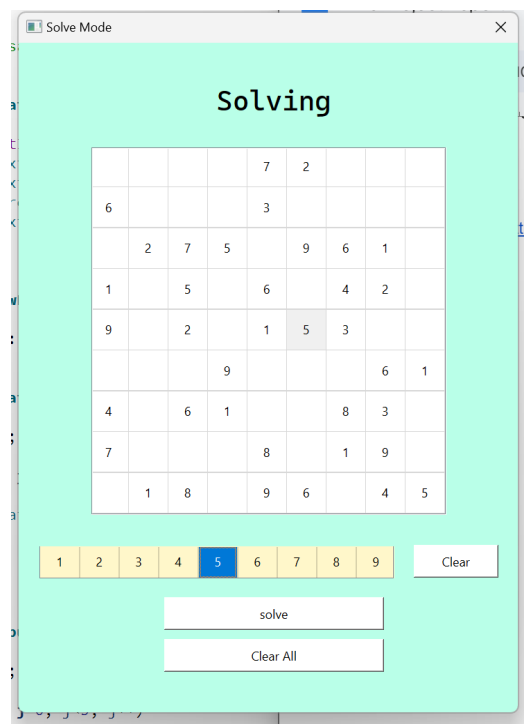 Solve Mode
Solving
7 2
6 3
2 7 5 9 6 1
1 5 6 4 2
9 2 1 5 3
9 6 1
4 6 1 8 3
7 8 1 9
1 8 9 6 4 5
1 2 3 4 5 6 7 8 9 Clear
solve
Clear All